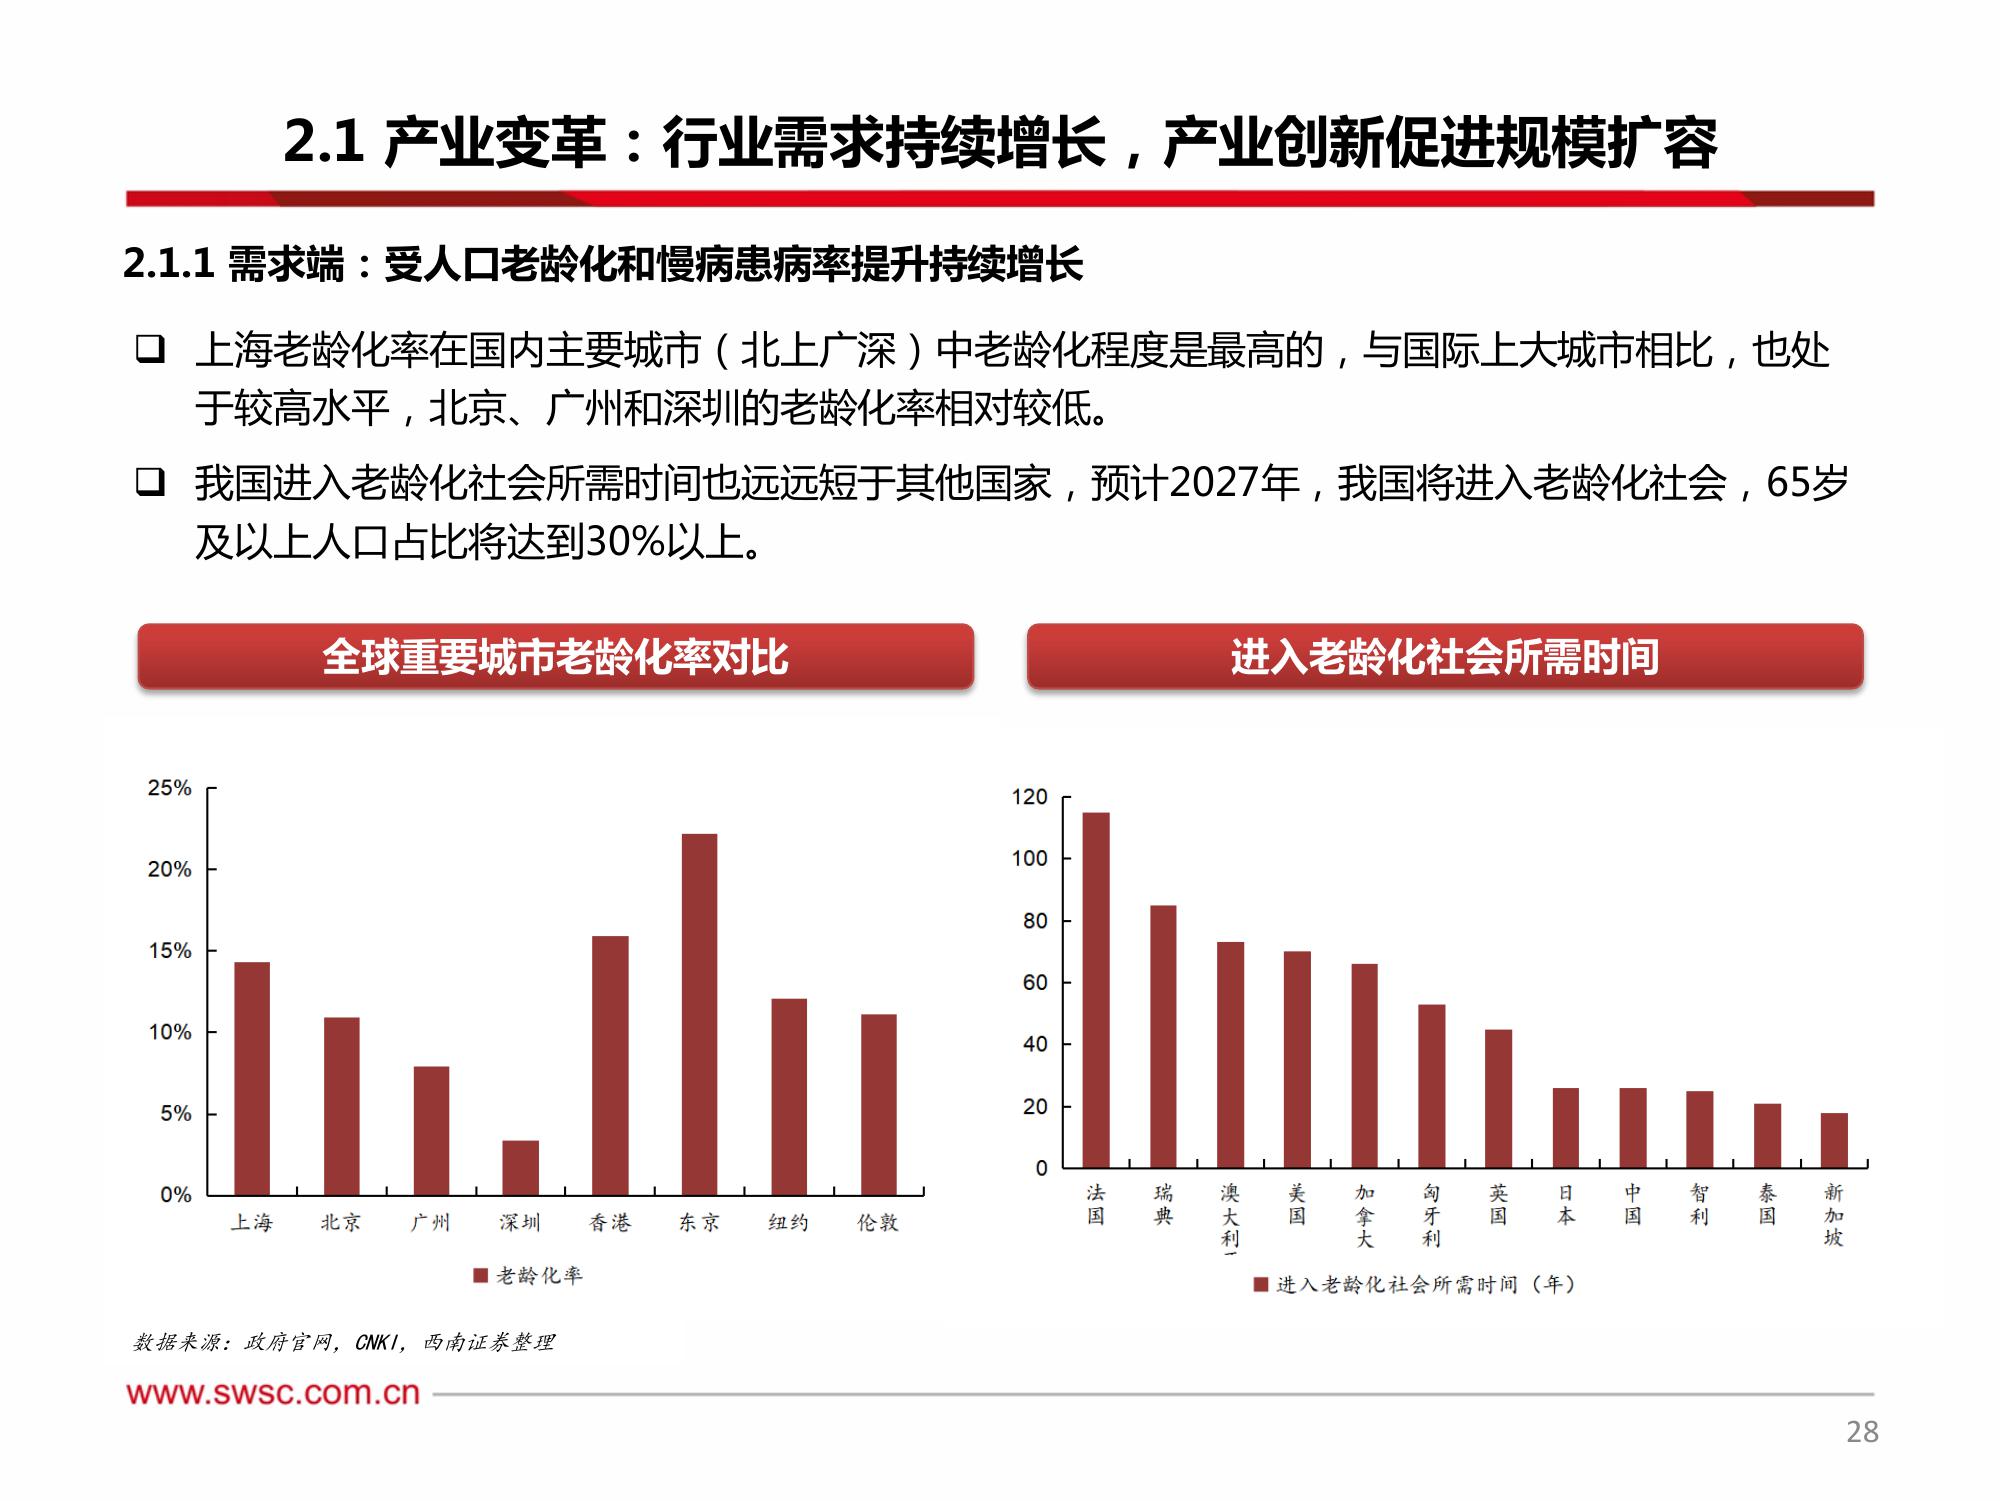 2.1 产业变革：行业需求持续增长，产业创新促进规模扩容
2.1.1 需求端：受人口老龄化和慢病患病率提升持续增长
❑ 上海老龄化率在国内主要城市（北上广深）中老龄化程度是最高的，与国际上大城市相比，也处
于较高水平，北京、广州和深圳的老龄化率相对较低。
❑ 我国进入老龄化社会所需时间也远远短于其他国家，预计2027年，我国将进入老龄化社会，65岁
及以上人口占比将达到30%以上。
全球重要城市老龄化率对比
25%
20%
15%
10%
5%
0%
上海 北京 广州 深圳 香港 东京 纽约 伦敦
老龄化率
进入老龄化社会所需时间
120
100
80
60
40
20
0
法国 瑞典 澳大利 美国 加拿大 匈牙利 英国 日本 中国 智利 泰国 新加坡
进入老龄化社会所需时间（年）
数据来源：政府官网，CNKI，西南证券整理
www.swsc.com.cn
28